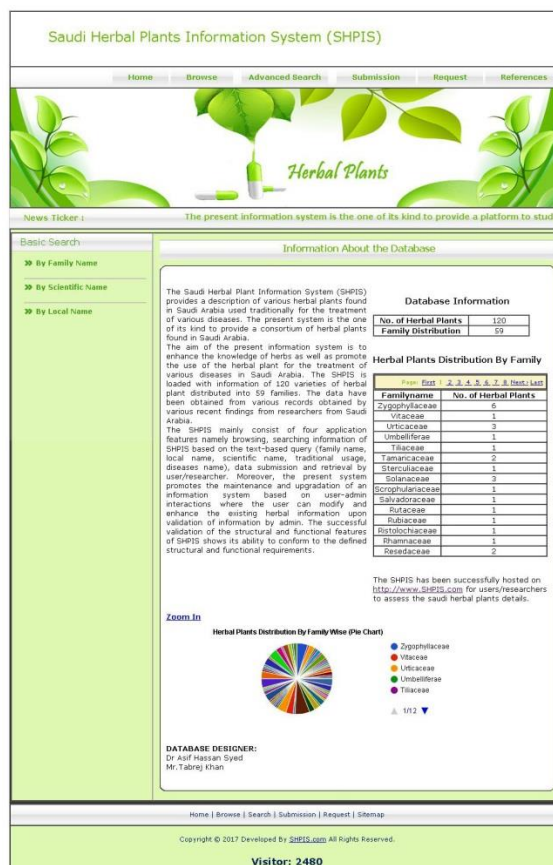 Saudi Herbal Plants Information System (SHPIS)
Home Browse Advanced Search Submission Request References
Herbal Plants
News Ticker : The present information system is the one of its kind to provide a platform to stud
Basic Search
By Family Name
By Scientific Name
By Local Name
Information About the Database
The Saudi Herbal Plant Information System (SHPIS)
provides a description of various herbal plants found
in Saudi Arabia used traditionally for the treatment
of various diseases. The present system is the one
of its kind to provide a consortium of herbal plants
found in Saudi Arabia.
The aim of the present information system is to
enhance the knowledge of herbs as well as promote
the use of the herbal plant for the treatment of
various diseases in Saudi Arabia. The SHPIS is
loaded with information of 120 varieties of herbal
plant distributed into 59 families. The data have
been obtained from various records obtained by
various recent findings from researchers from Saudi
Arabia.
The SHPIS mainly consist of four application
features namely browsing, searching information of
SHPIS based on the text-based query (family name,
local name, scientific name, traditional usage,
diseases name), data submission and retrieval by
user/researcher. Moreover, the present system
promotes the maintenance and upgradation of an
information system based on user-admin
interactions where the user can modify and
enhance the existing herbal information upon
validation of information by admin. The successful
validation of the structural and functional features
of SHPIS shows its ability to conform to the defined
structural and functional requirements.
Database Information
No. of Herbal Plants 120
Family Distribution 59
Herbal Plants Distribution By Family
Page: First 1 2 3 4 5 6 7 8 Next› Last
Familyname No. of Herbal Plants
Zygophyllaceae 6
Vitaceae 1
Urticaceae 3
Umbelliferae 1
Tiliaceae 1
Tamaricaceae 2
Sterculiaceae 1
Solanaceae 3
Scrophulariaceae 1
Salvadoraceae 1
Rutaceae 1
Rubiaceae 1
Ristolochiaceae 1
Rhamnaceae 1
Resedaceae 2
The SHPIS has been successfully hosted on
http://www.SHPIS.com for users/researchers
to assess the saudi herbal plants details.
Zoom In
Herbal Plants Distribution By Family Wise (Pie Chart)
Zygophyllaceae
Vitaceae
Urticaceae
Umbelliferae
Tiliaceae
1/12
DATABASE DESIGNER:
Dr Asif Hassan Syed
Mr. Tabrej Khan
Home | Browse | Search | Submission | Request | Sitemap
Copyright © 2017 Developed By SHPIS.com All Rights Reserved.
Visitor: 2480